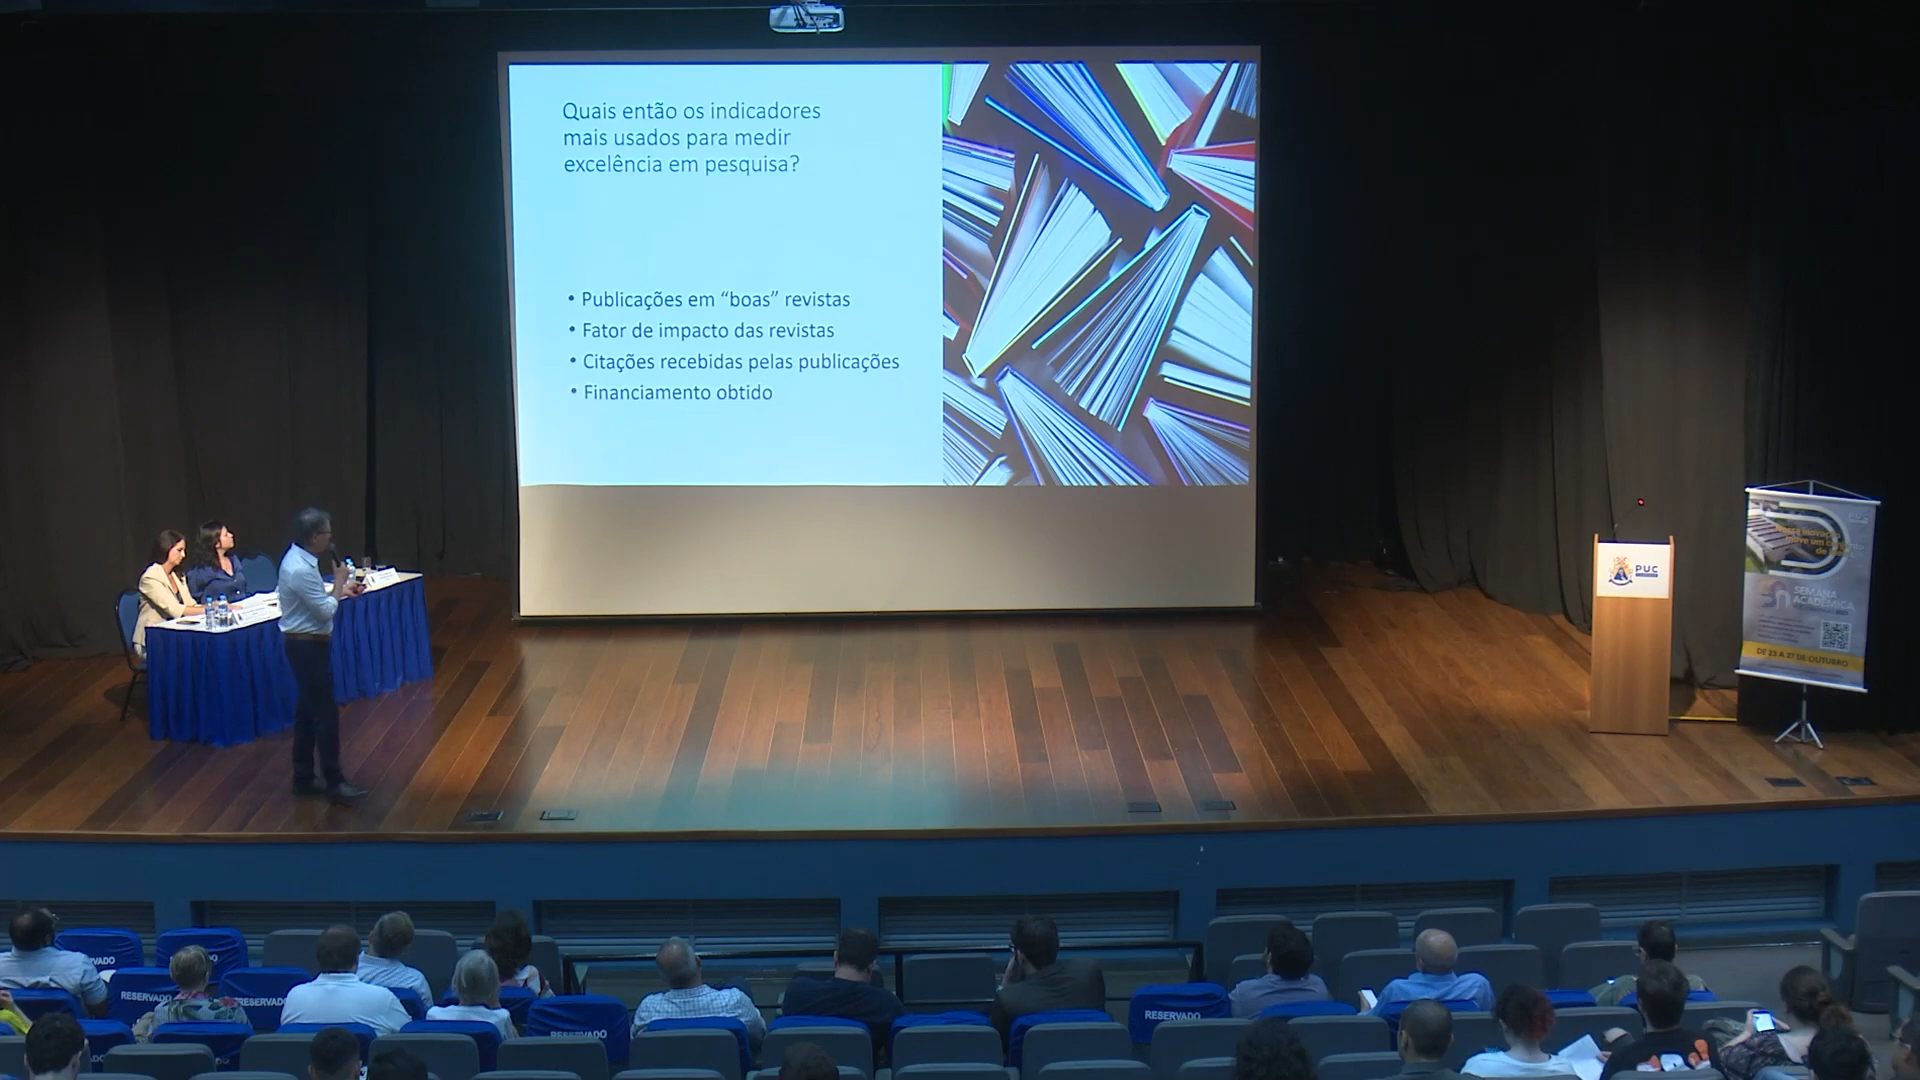 Quais então os indicadores
mais usados para medir
excelência em pesquisa?
• Publicações em “boas” revistas
• Fator de impacto das revistas
• Citações recebidas pelas publicações
• Financiamento obtido
PUC
SEMANA
ACADÊMICA
DE 23 A 27 DE OUTUBRO
RESERVADO
RESERVADO
RESERVADO
RESERVADO